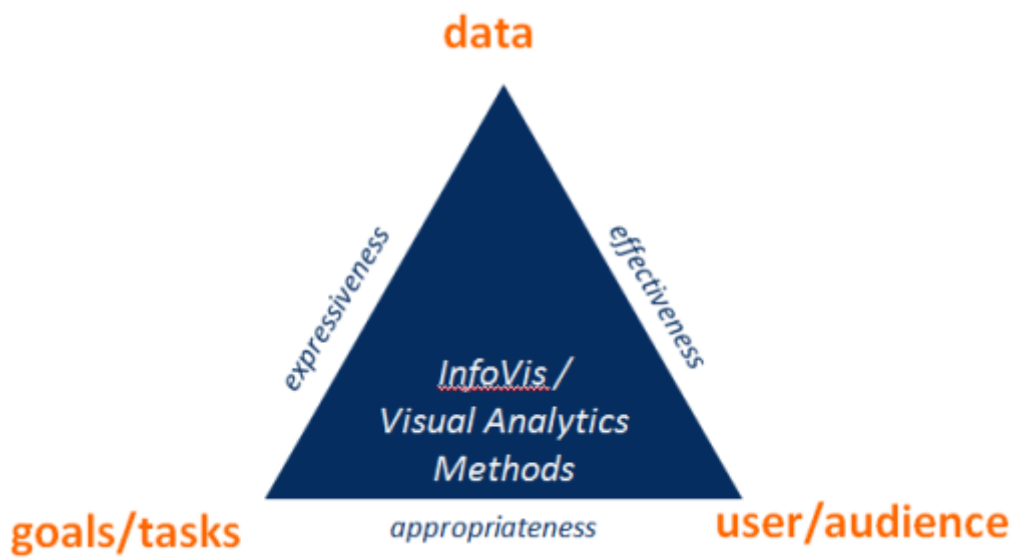 data
expressiveness
effectiveness
InfoVis /
Visual Analytics
Methods
goals/tasks
appropriateness
user/audience